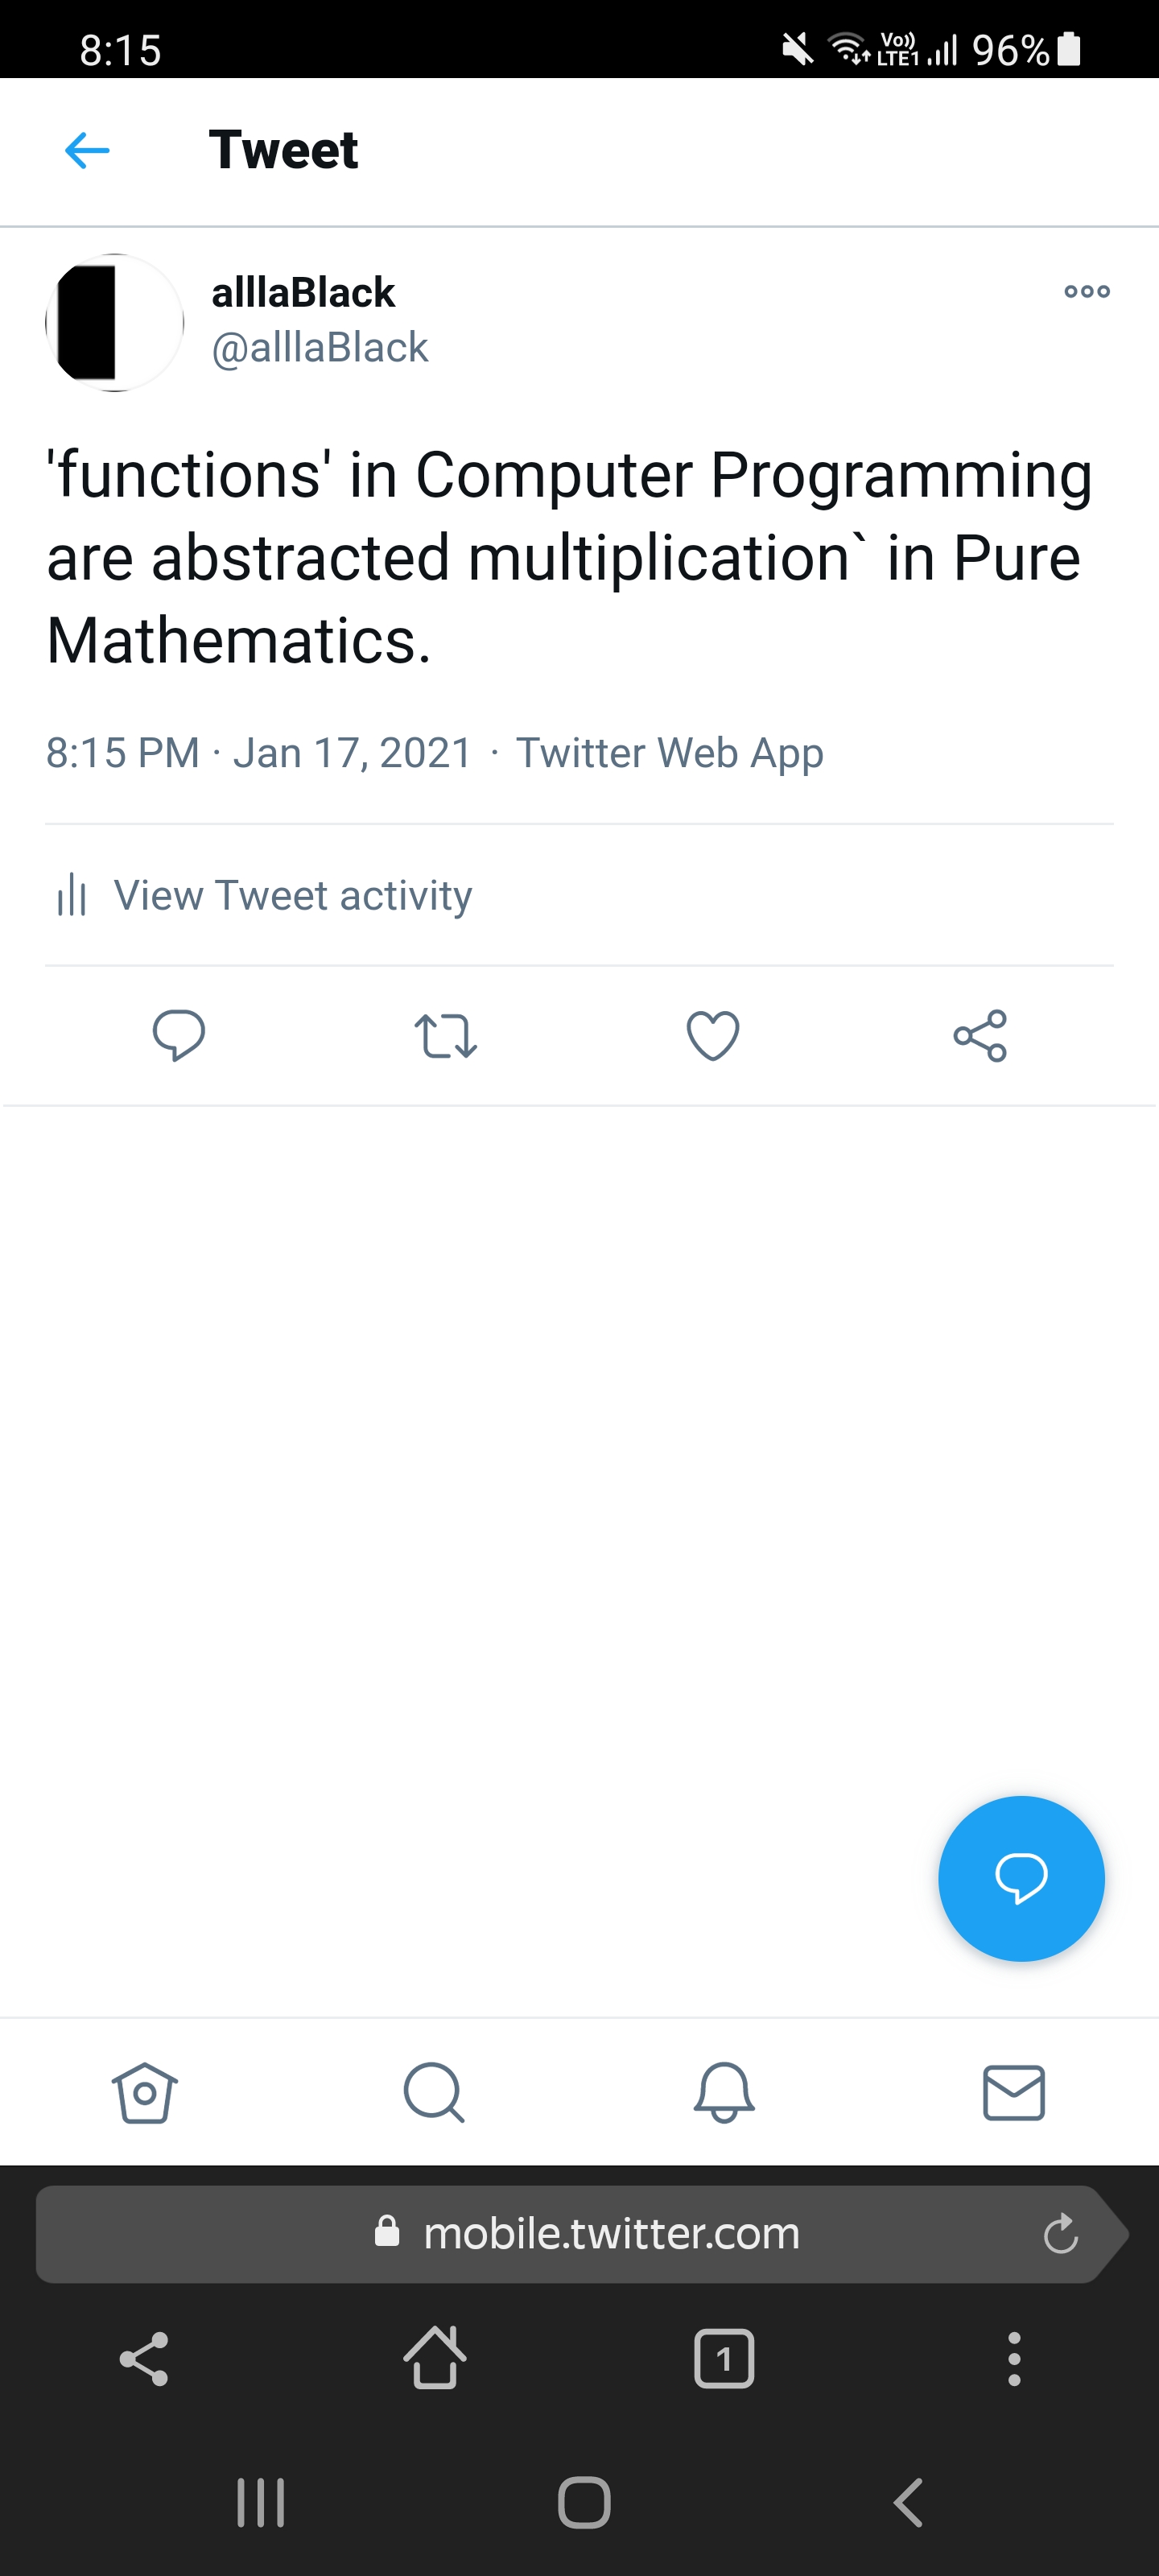 8:15
Vo)) LTE1 96%
Tweet
alllaBlack
@alllaBlack
'functions' in Computer Programming
are abstracted multiplication` in Pure
Mathematics.
8:15 PM · Jan 17, 2021 · Twitter Web App
View Tweet activity
mobile.twitter.com
1